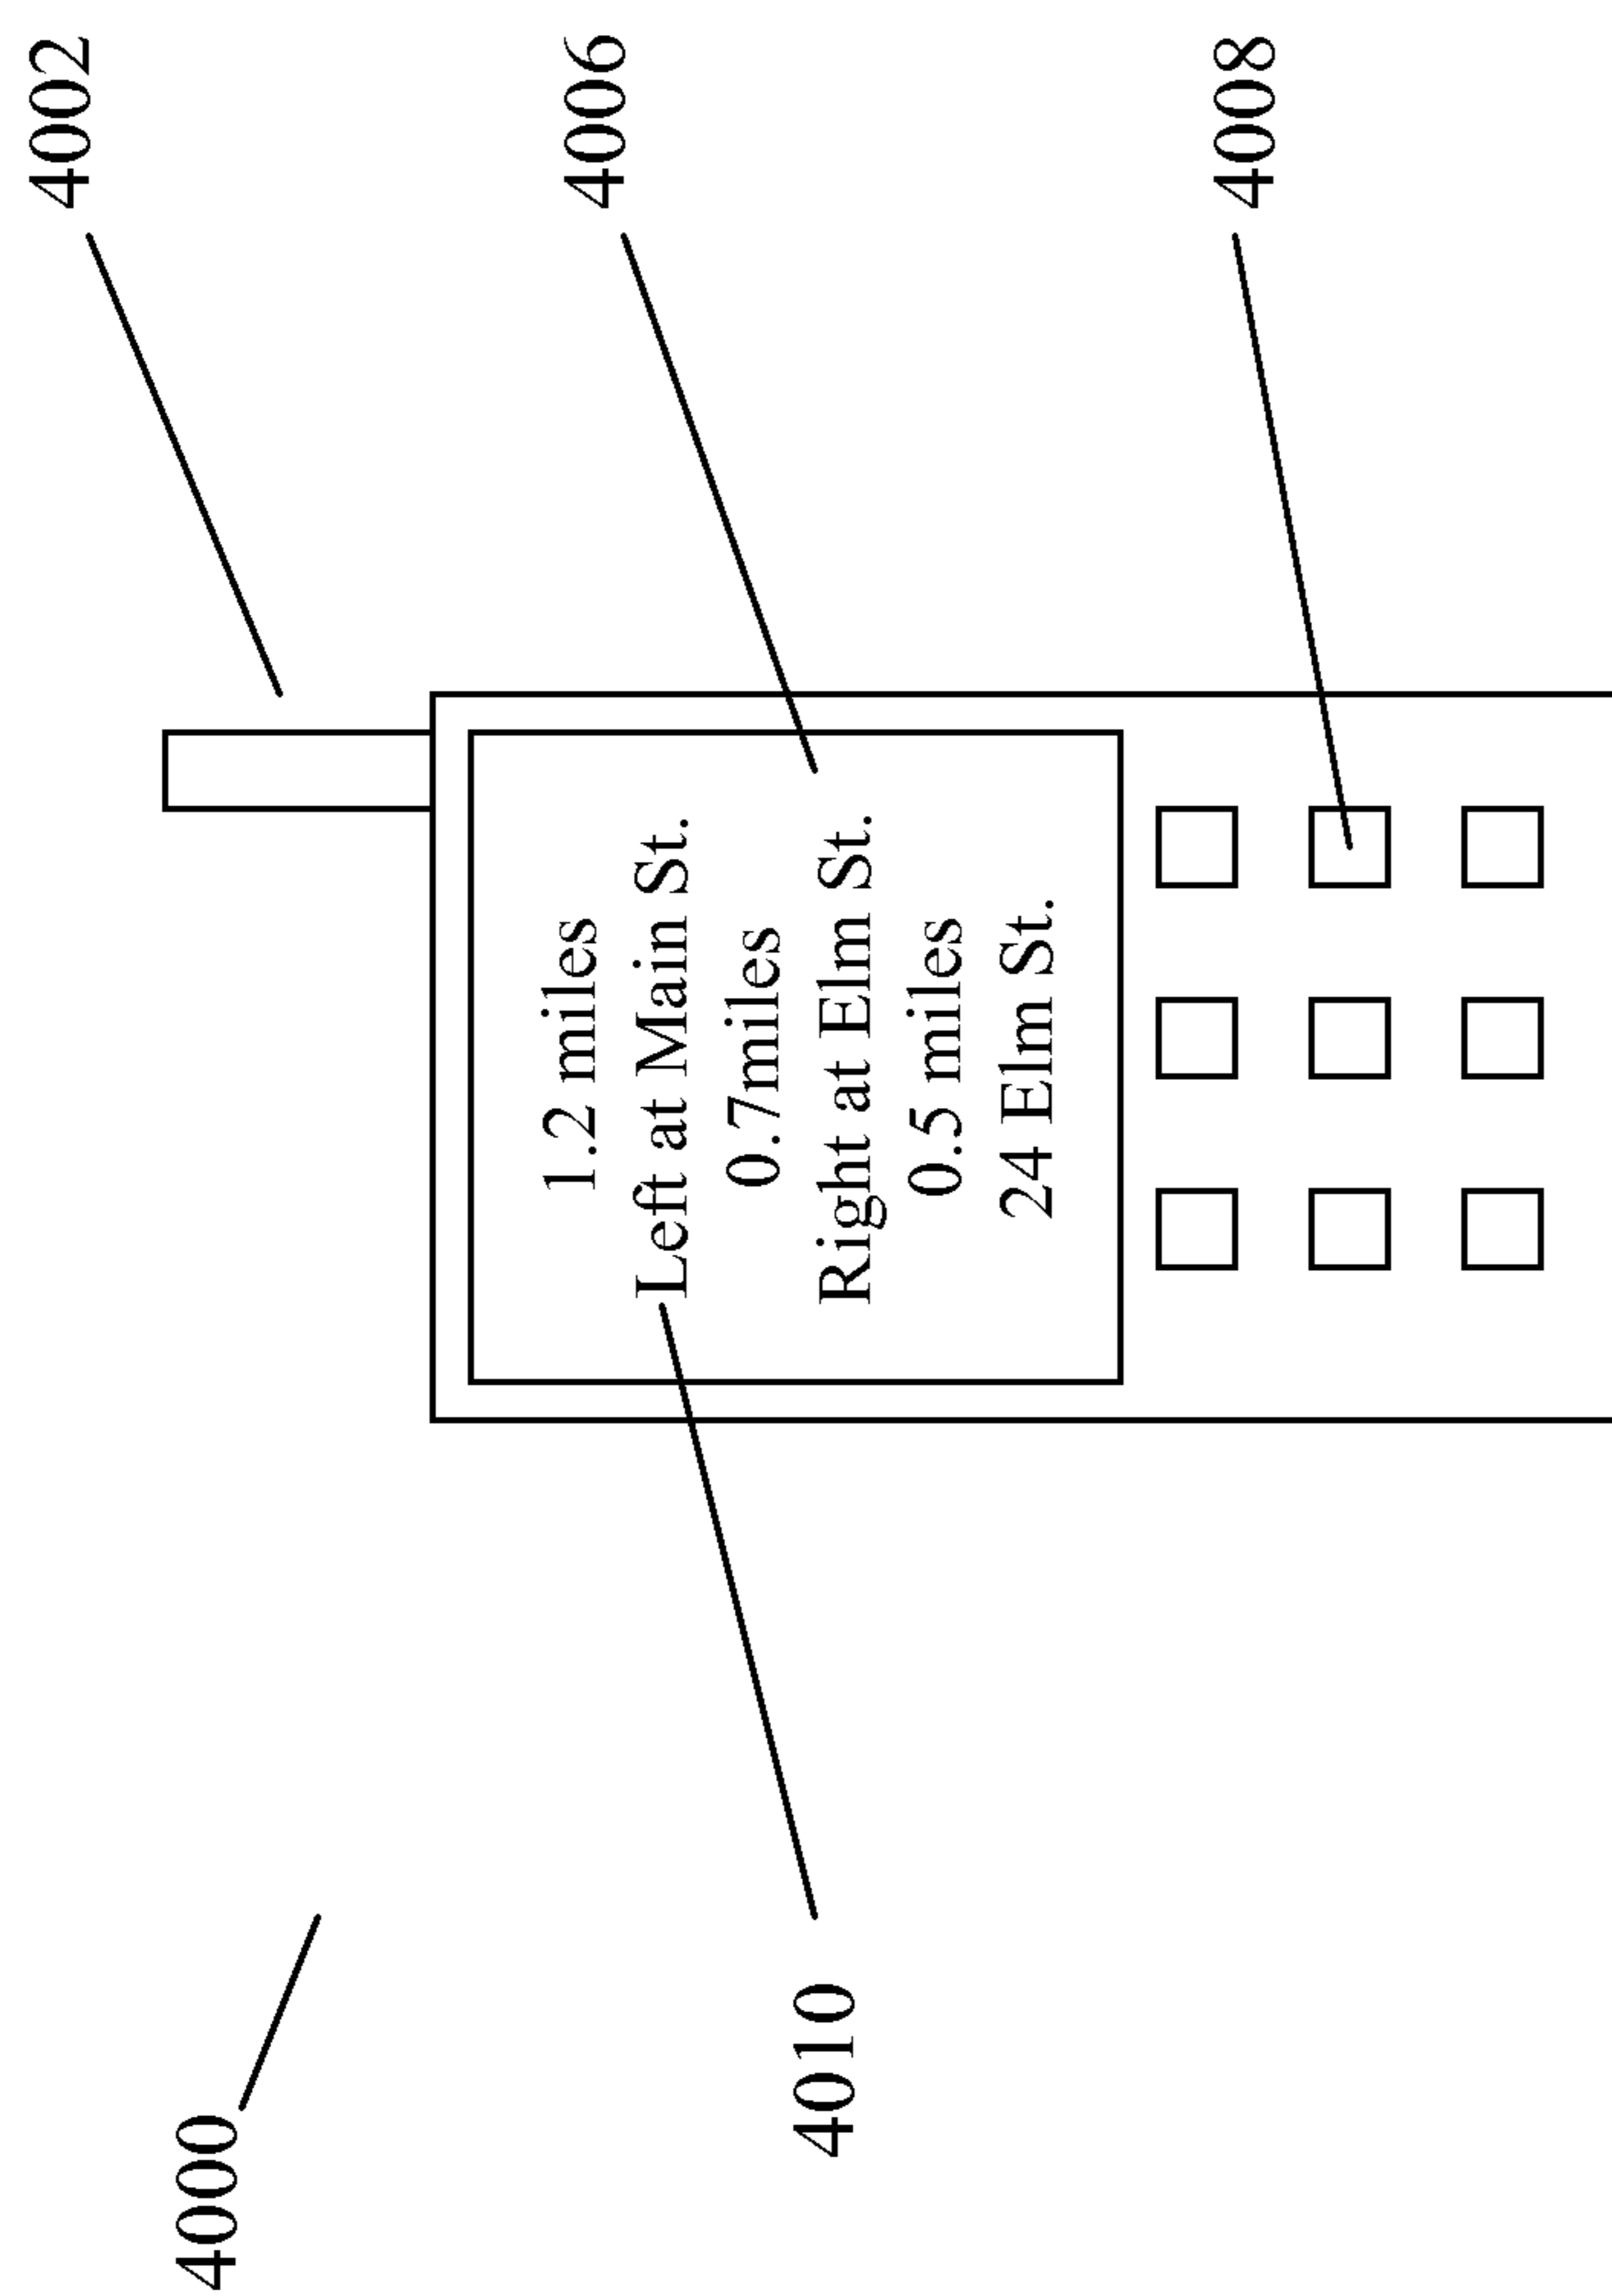 4002
4000
4006
1.2 miles
Left at Main St.
0.7miles
4010
Right at Elm St.
0.5 miles
24 Elm St.
4008